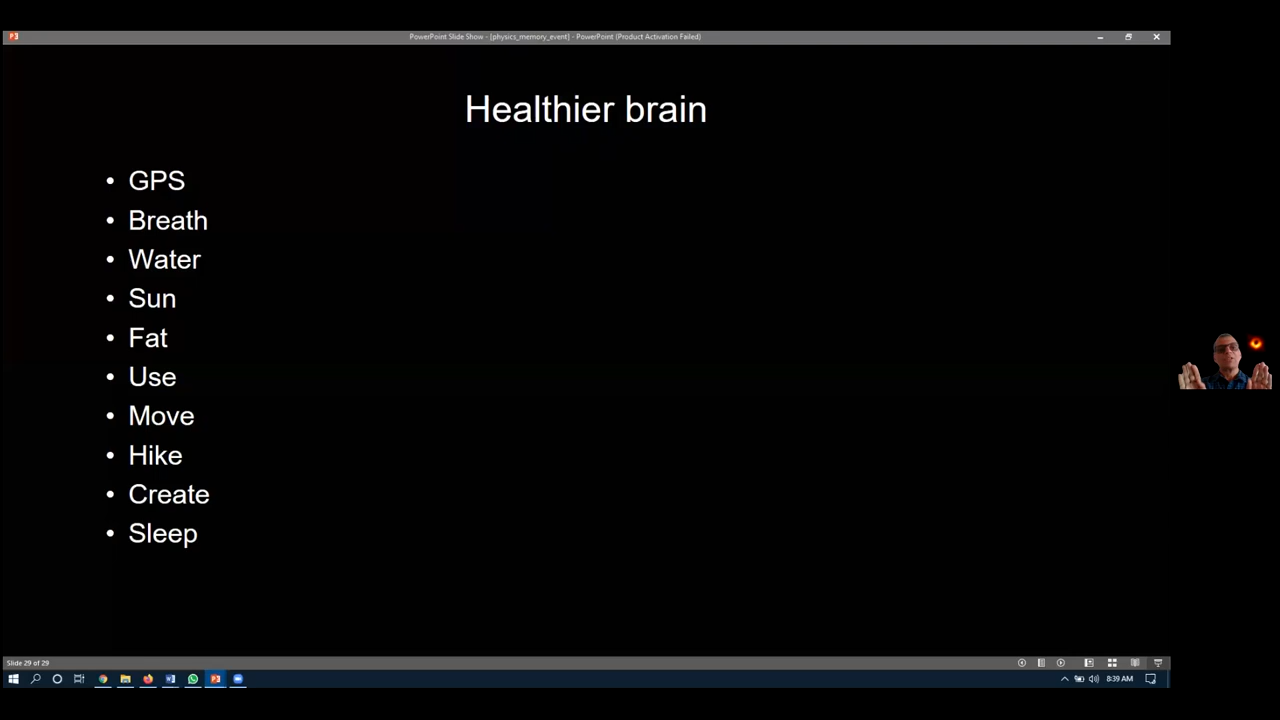 PowerPoint Slide Show - [physics_memory_event] - PowerPoint (Product Activation Failed)
Healthier brain
• GPS
• Breath
• Water
• Sun
• Fat
• Use
• Move
• Hike
• Create
• Sleep
Slide 29 of 29
8:39 AM